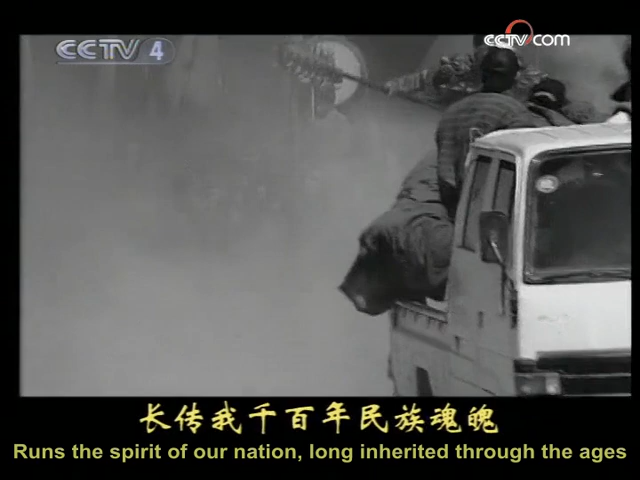 CCTV 4
CCTV.com
长传我千百年民族魂魄
Runs the spirit of our nation, long inherited through the ages